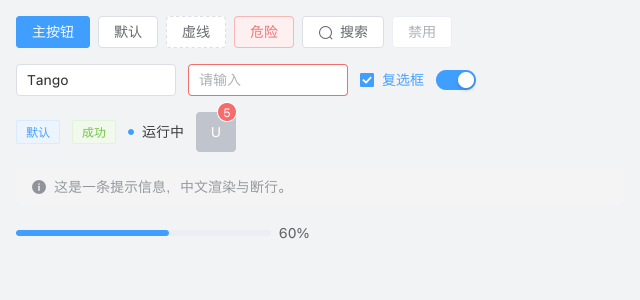 主按钮 默认 虚线 危险 搜索 禁用
Tango 请输入 复选框
默认 成功 运行中 U 5
这是一条提示信息，中文渲染与断行。
60%